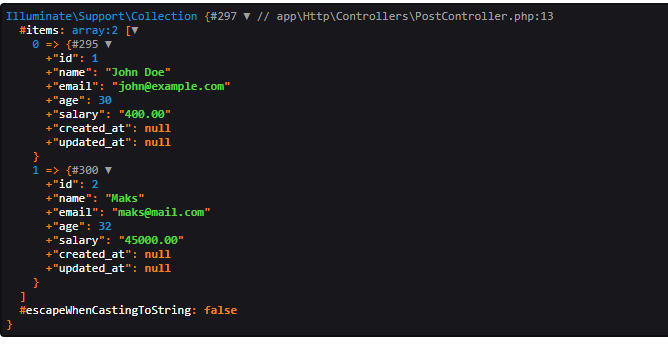 Illuminate\Support\Collection {#297 ▼ // app\Http\Controllers\PostController.php:13
#items: array:2 [▼
0 => {#295 ▼
+"id": 1
+"name": "John Doe"
+"email": "john@example.com"
+"age": 30
+"salary": "400.00"
+"created_at": null
+"updated_at": null
}
1 => {#300 ▼
+"id": 2
+"name": "Maks"
+"email": "maks@mail.com"
+"age": 32
+"salary": "45000.00"
+"created_at": null
+"updated_at": null
}
]
#escapeWhenCastingToString: false
}